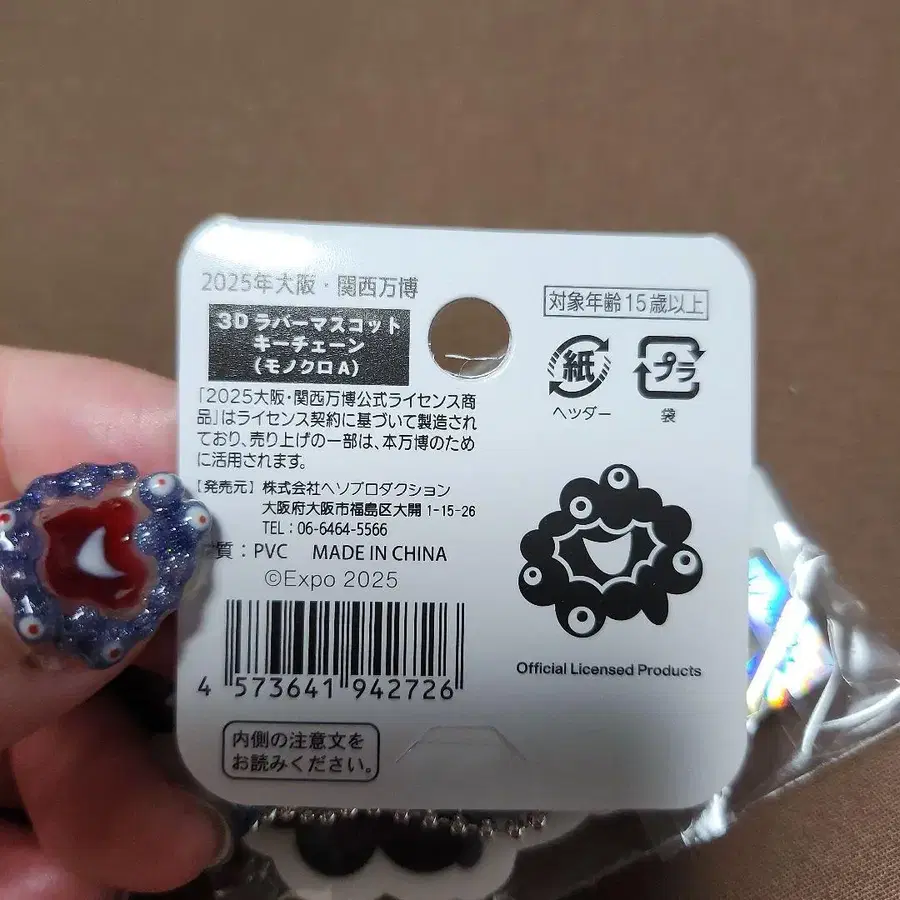 2025年大阪・関西万博
3D ラバーマスコット
キーチェーン
(モノクロA)
「2025大阪・関西万博公式ライセンス商
品」はライセンス契約に基づいて製造され
ており、売り上げの一部は、本万博のため
に活用されます。
【発売元】 株式会社ヘソプロダクション
大阪府大阪市福島区大開 1-15-26
TEL：06-6464-5566
質：PVC MADE IN CHINA
©Expo 2025
4 573641 942726
内側の注意文を
お読みください。
対象年齢15歳以上
紙 プラ
ヘッダー 袋
Official Licensed Products